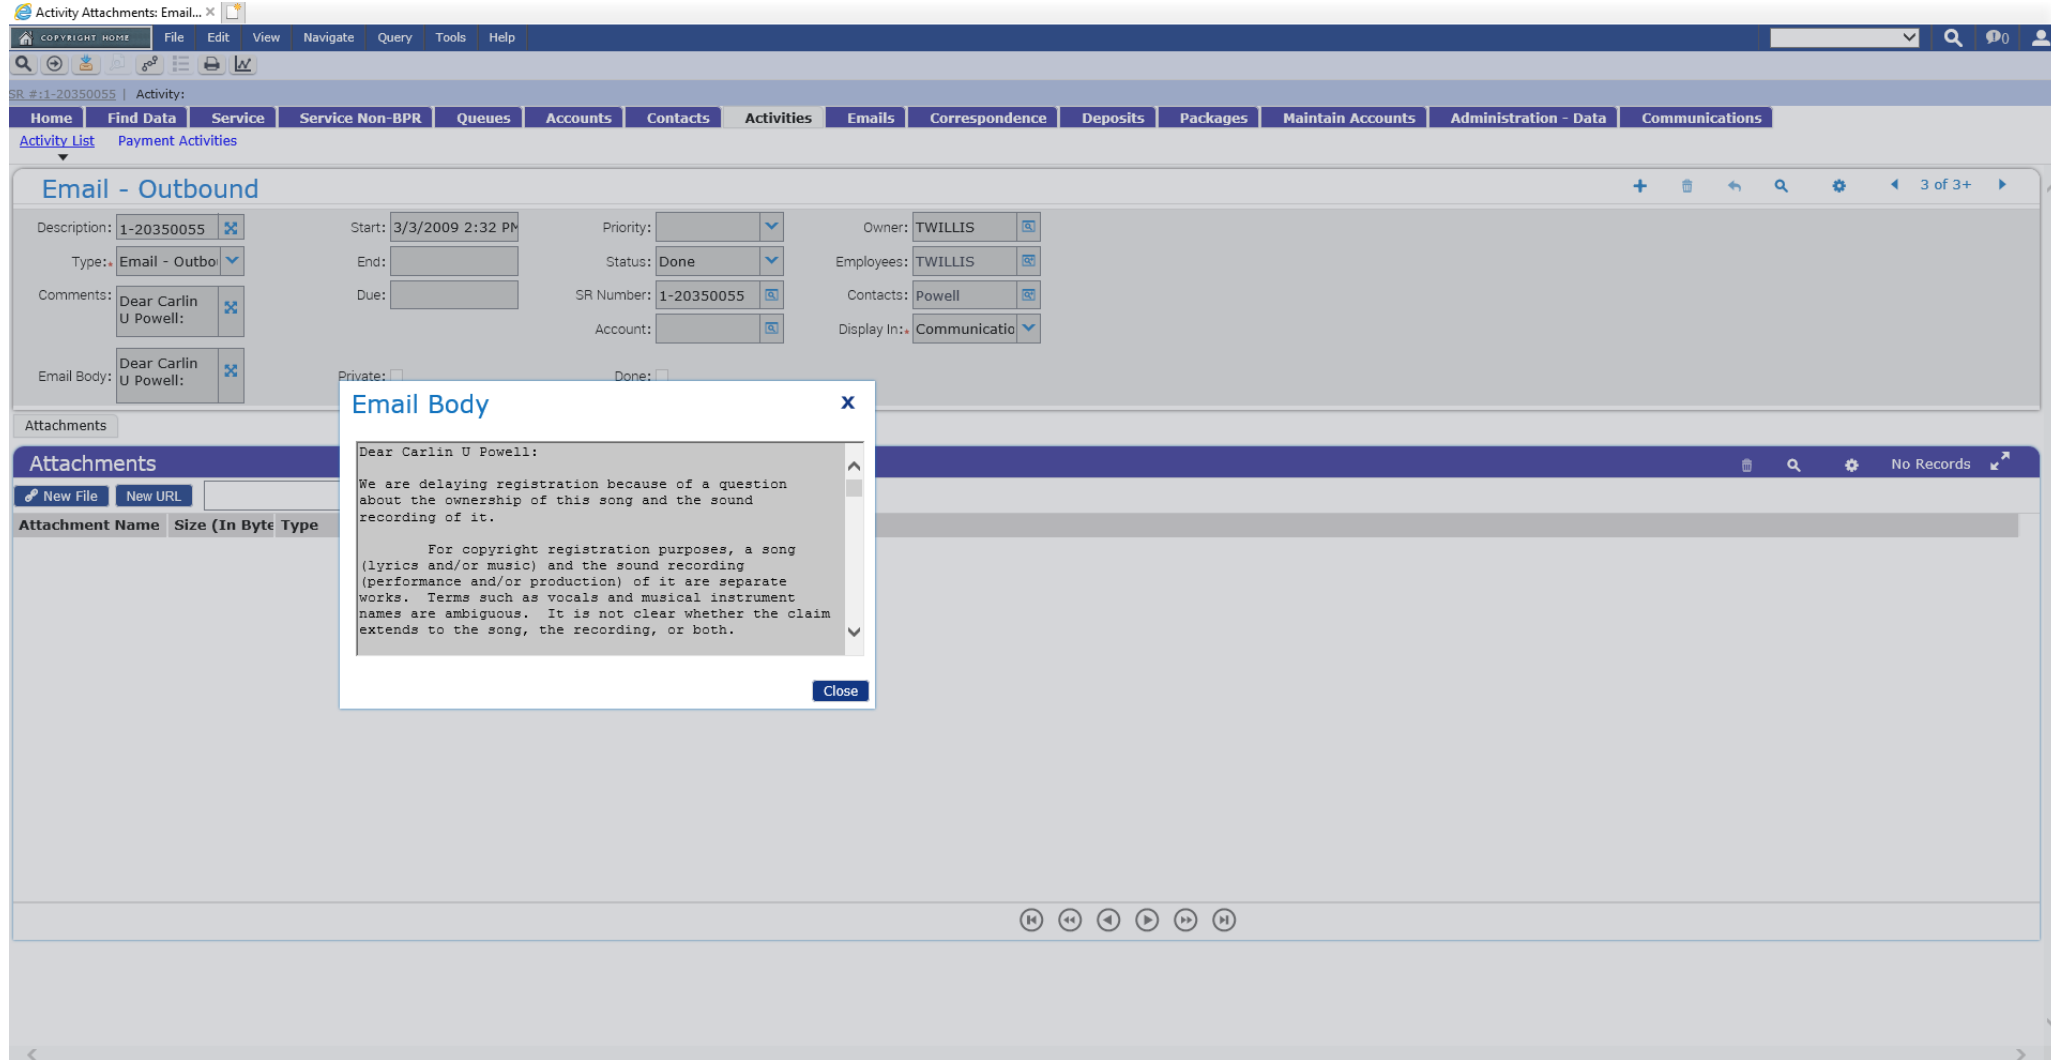 Activity Attachments: Email...
COPYRIGHT HOME File Edit View Navigate Query Tools Help 0
SR #:1-20350055 | Activity:
Home Find Data Service Service Non-BPR Queues Accounts Contacts Activities Emails Correspondence Deposits Packages Maintain Accounts Administration - Data Communications
Activity List Payment Activities
Email - Outbound 3 of 3+
Description: 1-20350055 Start: 3/3/2009 2:32 PM Priority: Owner: TWILLIS
Type: Email - Outbo End: Status: Done Employees: TWILLIS
Comments: Dear Carlin Due: SR Number: 1-20350055 Contacts: Powell
U Powell:
Account: Display In: Communicatio
Email Body: Dear Carlin Private: Done:
U Powell:
Email Body X
Attachments
Dear Carlin U Powell:
We are delaying registration because of a question
about the ownership of this song and the sound
recording of it.
For copyright registration purposes, a song
(lyrics and/or music) and the sound recording
(performance and/or production) of it are separate
works. Terms such as vocals and musical instrument
names are ambiguous. It is not clear whether the claim
extends to the song, the recording, or both.
Close
Attachments No Records
New File New URL
Attachment Name Size (In Byte Type